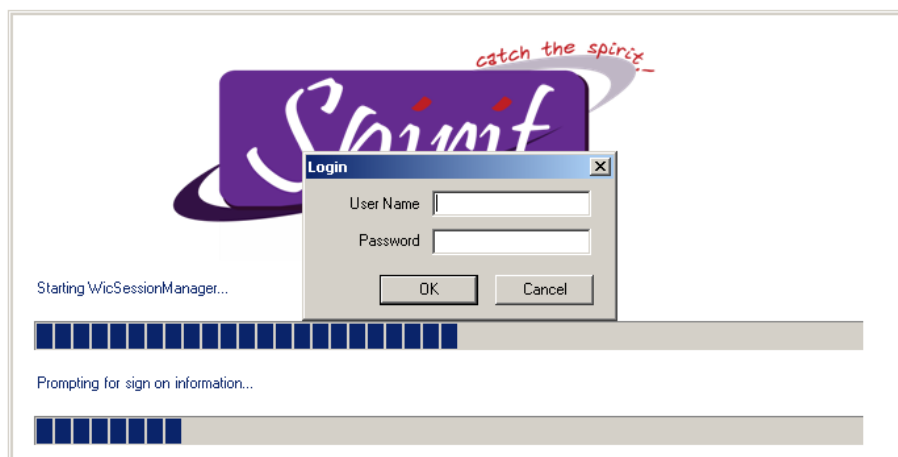 catch the spirit...
Spirit
Login
User Name
Password
OK
Cancel
Starting WicSessionManager...
Prompting for sign on information...